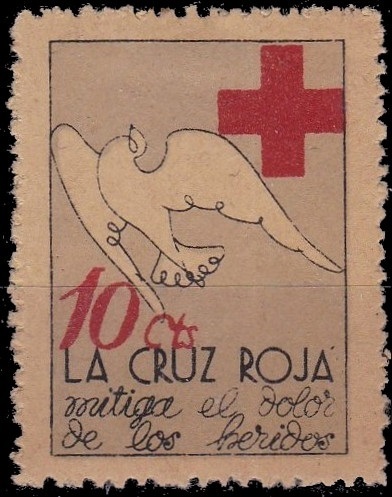 10 Cts
LA CRUZ ROJA
mitiga el dolor
de los heridos